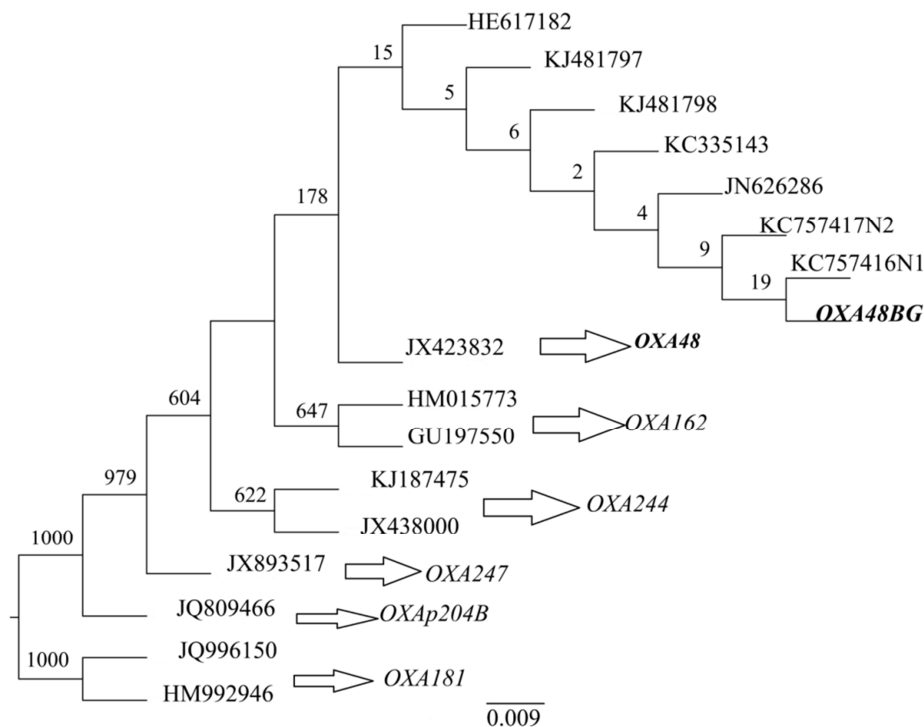 HE617182
15
KJ481797
5
KJ481798
6
KC335143
2
JN626286
178
4
KC757417N2
9
KC757416N1
19
OXA48BG
JX423832 OXA48
604
HM015773
647
GU197550 OXA162
979
KJ187475
622
OXA244
JX438000
1000
JX893517 OXA247
JQ809466 OXAp204B
JQ996150
1000
OXA181
HM992946
0.009